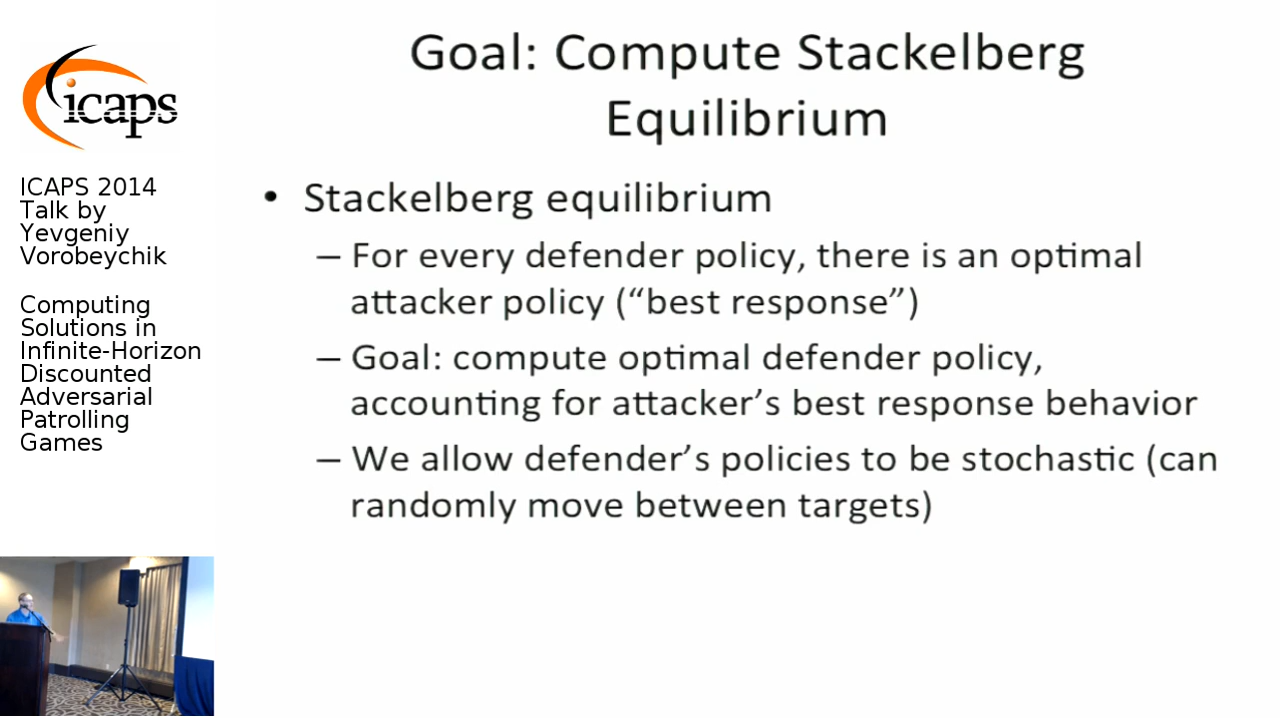 icaps
ICAPS 2014
Talk by
Yevgeniy
Vorobeychik
Computing
Solutions in
Infinite-Horizon
Discounted
Adversarial
Patrolling
Games
Goal: Compute Stackelberg
Equilibrium
• Stackelberg equilibrium
– For every defender policy, there is an optimal
attacker policy (“best response”)
– Goal: compute optimal defender policy,
accounting for attacker’s best response behavior
– We allow defender’s policies to be stochastic (can
randomly move between targets)